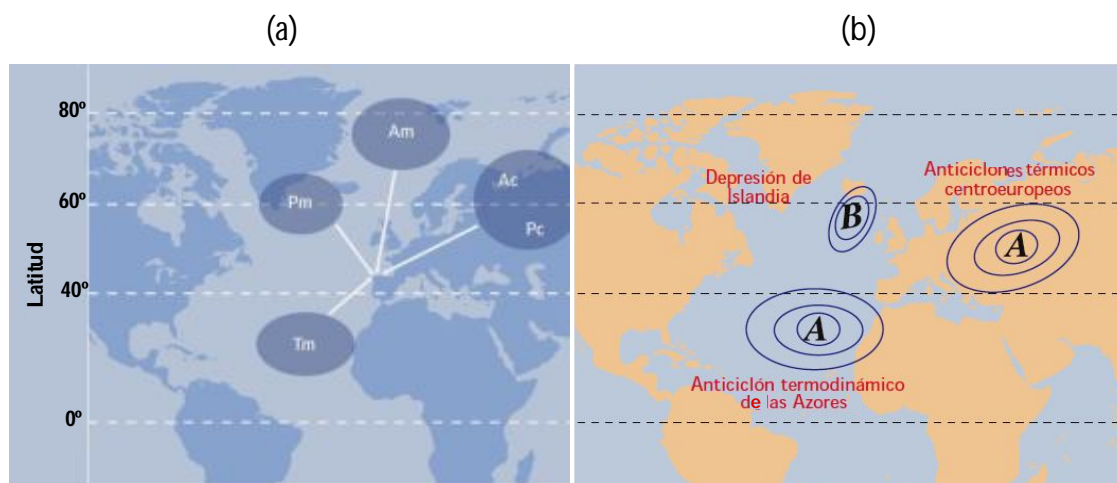 (a)
(b)
Latitud
80º
60º
40º
0º
Am
Ac
Pm
Pc
Tm
Depresión de
Islandia
Anticiclones térmicos
centroeuropeos
B
A
A
Anticiclón termodinámico
de las Azores